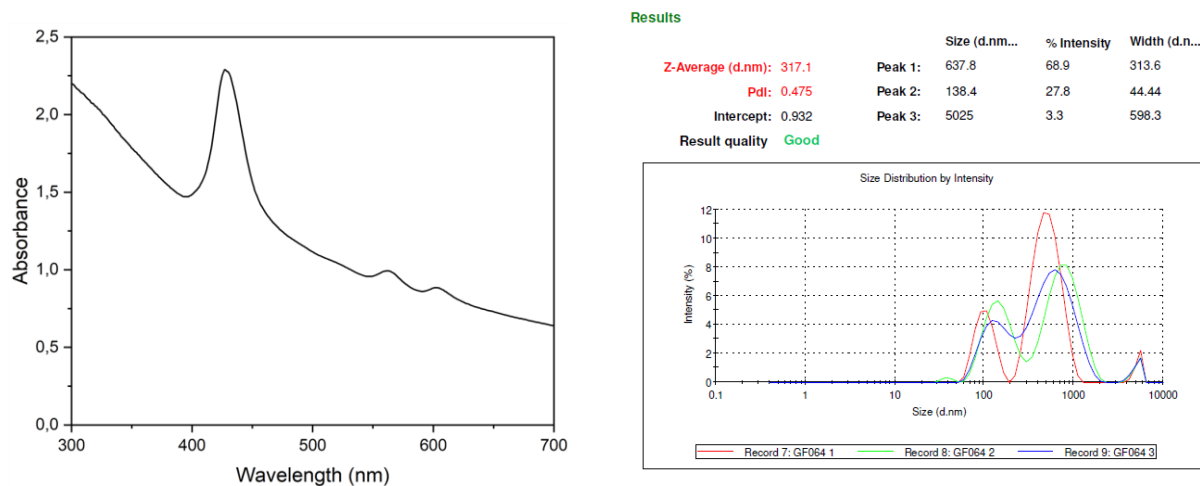 2,5
2,0
1,5
1,0
0,5
0,0
Absorbance
300 400 500 600 700
Wavelength (nm)
Results
Size (d.nm... % Intensity Width (d.n...
Z-Average (d.nm): 317.1 Peak 1: 637.8 68.9 313.6
PdI: 0.475 Peak 2: 138.4 27.8 44.44
Intercept: 0.932 Peak 3: 5025 3.3 598.3
Result quality Good
Size Distribution by Intensity
12
10
8
6
4
2
0
Intensity (%)
0.1 1 10 100 1000 10000
Size (d.nm)
Record 7: GF064 1 Record 8: GF064 2 Record 9: GF064 3